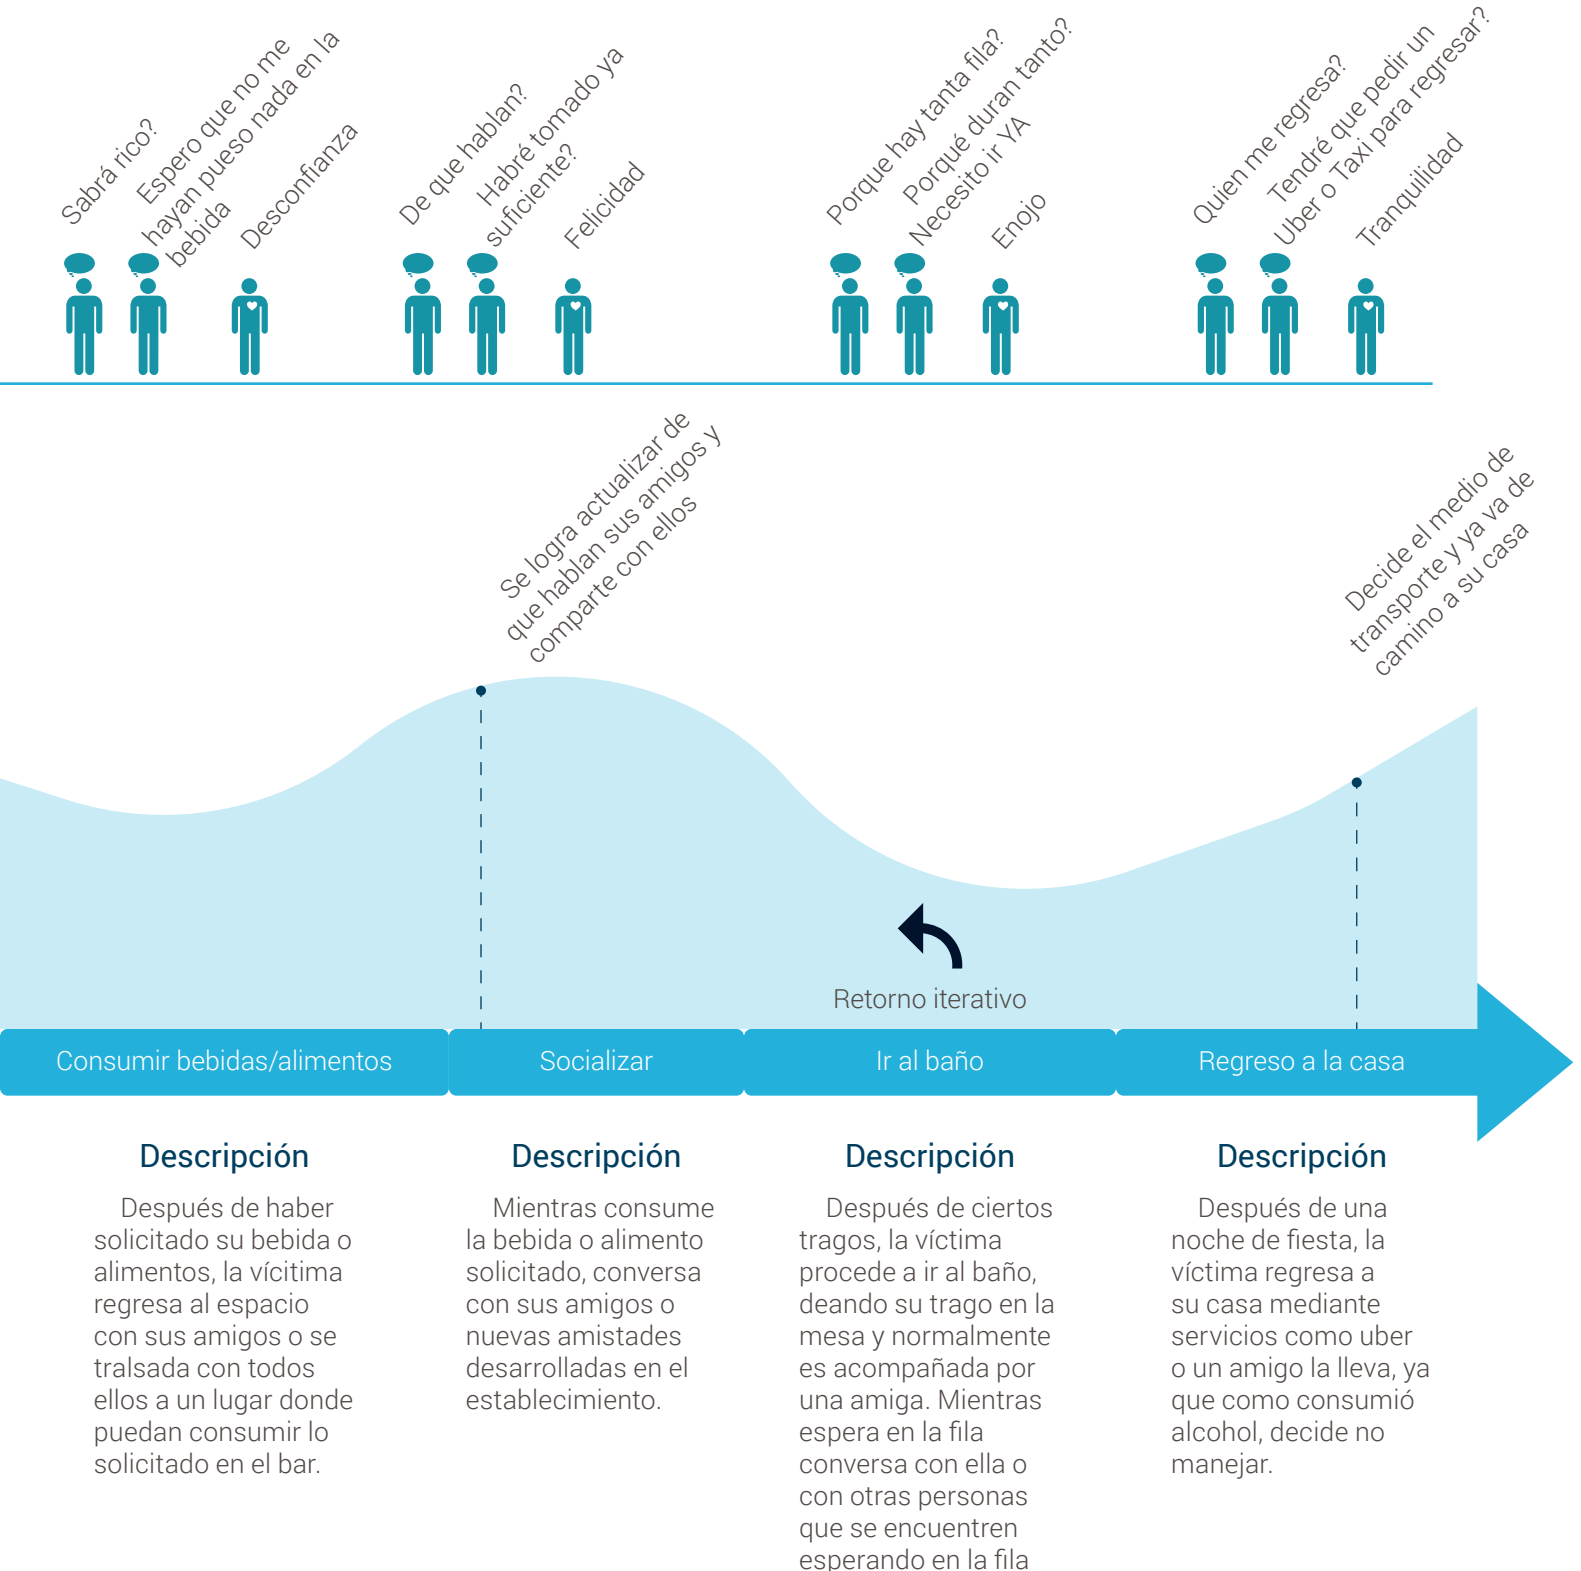 Sabrá rico?
Espero que no me
hayan pueso nada en la
bebida
Desconfianza
De que hablan?
Habré tomado ya
suficiente?
Felicidad
Porque hay tanta fila?
Porqué duran tanto?
Necesito ir YA
Enojo
Quien me regresa?
Tendré que pedir un
Uber o Taxi para regresar?
Tranquilidad
Se logra actualizar de
que hablan sus amigos y
comparte con ellos
Decide el medio de
transporte y ya va de
camino a su casa
Retorno iterativo
Consumir bebidas/alimentos
Socializar
Ir al baño
Regreso a la casa
Descripción
Después de haber
solicitado su bebida o
alimentos, la vícitima
regresa al espacio
con sus amigos o se
tralsada con todos
ellos a un lugar donde
puedan consumir lo
solicitado en el bar.
Descripción
Mientras consume
la bebida o alimento
solicitado, conversa
con sus amigos o
nuevas amistades
desarrolladas en el
establecimiento.
Descripción
Después de ciertos
tragos, la víctima
procede a ir al baño,
deando su trago en la
mesa y normalmente
es acompañada por
una amiga. Mientras
espera en la fila
conversa con ella o
con otras personas
que se encuentren
esperando en la fila
Descripción
Después de una
noche de fiesta, la
víctima regresa a
su casa mediante
servicios como uber
o un amigo la lleva, ya
que como consumió
alcohol, decide no
manejar.